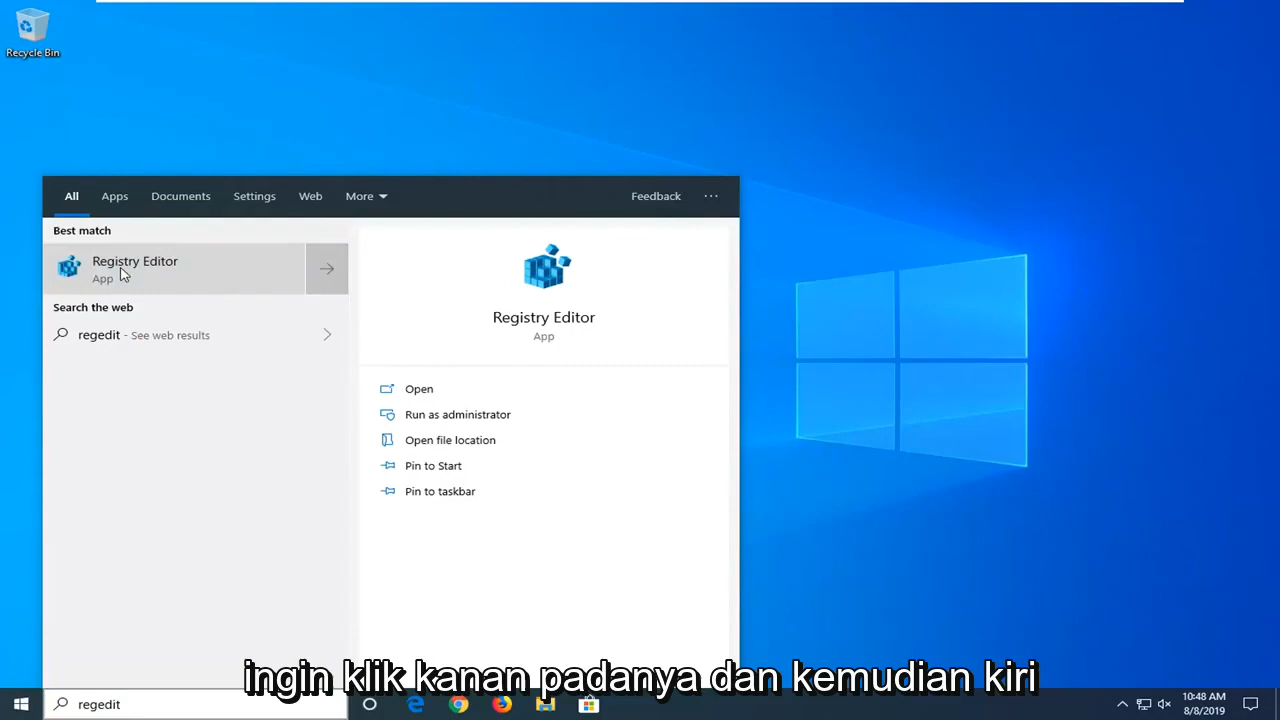 Recycle Bin
All Apps Documents Settings Web More Feedback ...
Best match
Registry Editor
App
Search the web
regedit - See web results
Registry Editor
App
Open
Run as administrator
Open file location
Pin to Start
Pin to taskbar
ingin klik kanan padanya dan kemudian kiri
regedit
10:48 AM
8/8/2019